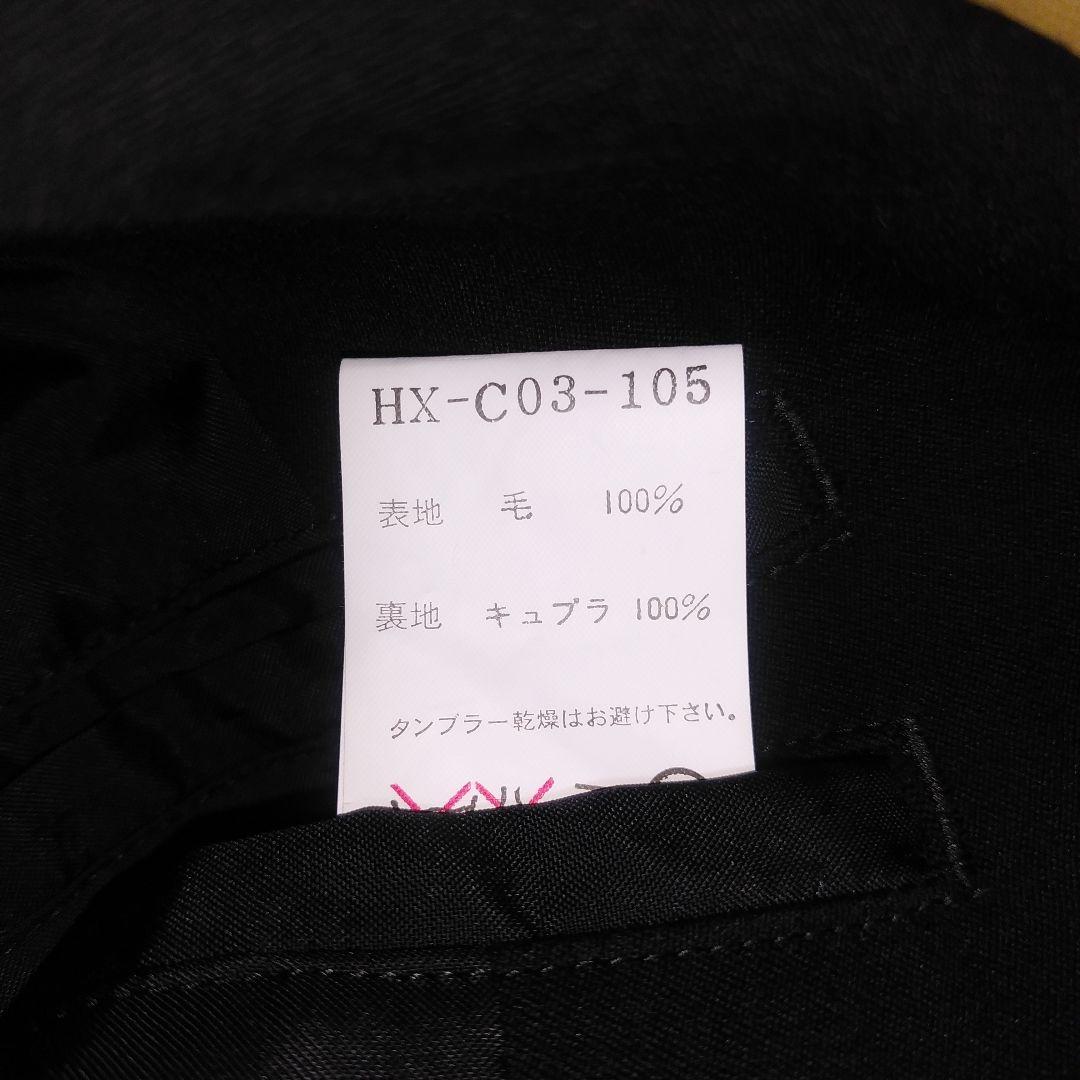 HX-C03-105
表地 毛 100%
裏地 キュプラ 100%
タンブラー乾燥はお避け下さい。